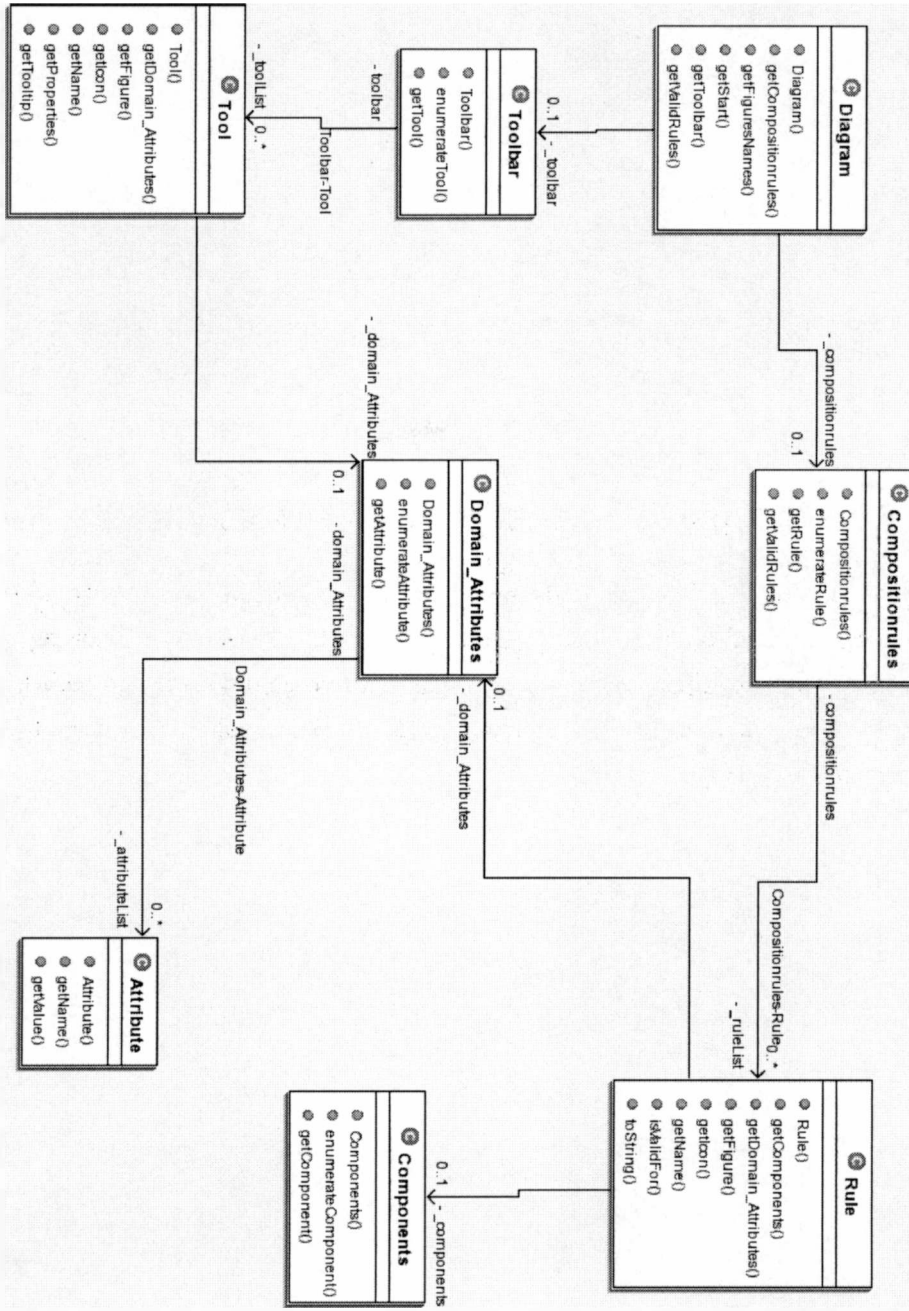 Diagram
Diagram()
getCompositionrules()
getFiguresNames()
getStart()
getToolbar()
getValidRules()
- _compositionrules
0..1
Compositionrules
Compositionrules()
enumerateRule()
getRule()
getValidRules()
- compositionrules
Compositionrules-Rule
0..*
- _ruleList
Rule
Rule()
getComponents()
getDomain_Attributes()
getFigure()
getIcon()
getName()
isValidFor()
toString()
0..1
- _toolbar
Toolbar
Toolbar()
enumerateTool()
getTool()
- toolbar
Toolbar-Tool
- _toolList
0..*
Tool
Tool()
getDomain_Attributes()
getFigure()
getIcon()
getName()
getProperties()
getTooltip()
- _domain_Attributes
0..1
Domain_Attributes
Domain_Attributes()
enumerateAttribute()
getAttribute()
0..1
- _domain_Attributes
- domain_Attributes
Domain_Attributes-Attribute
0..*
- _attributeList
Attribute
Attribute()
getName()
getValue()
0..1
- _components
Components
Components()
enumerateComponent()
getComponent()